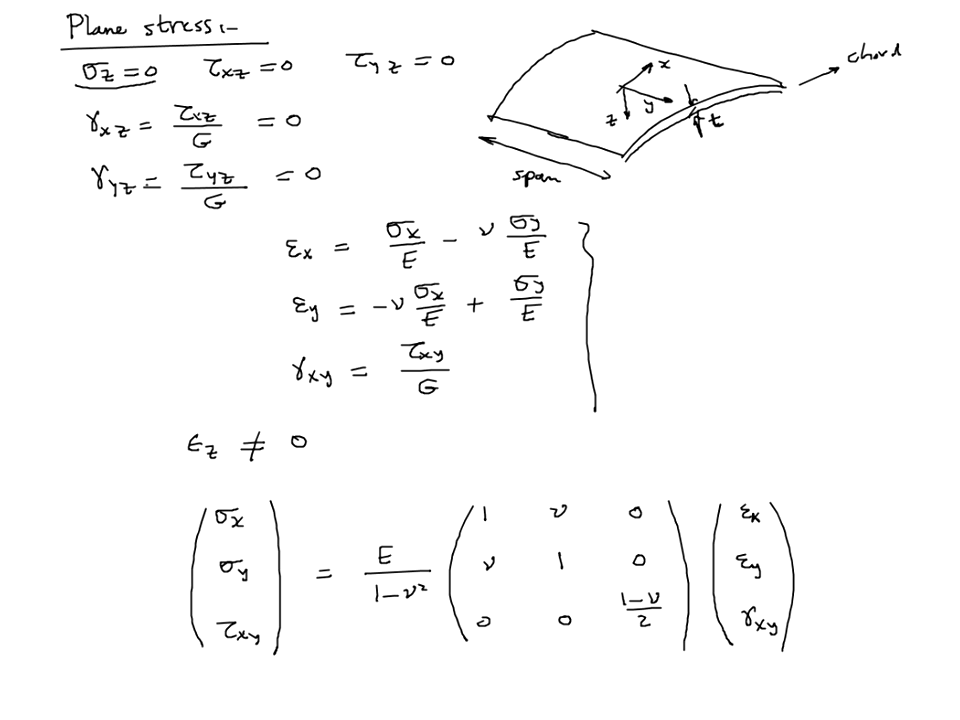 Plane stress :-
σz = 0 τxz = 0 τyz = 0
γxz = τxz/G = 0
γyz = τyz/G = 0
chord
x
y
z
t
span
εx = σx/E - ν σy/E
εy = -ν σx/E + σy/E
γxy = τxy/G
ϵz ≠ 0
(σx σy τxy) = E/(1-ν²) (1 ν 0 ν 1 0 0 0 (1-ν)/2) (εx εy γxy)